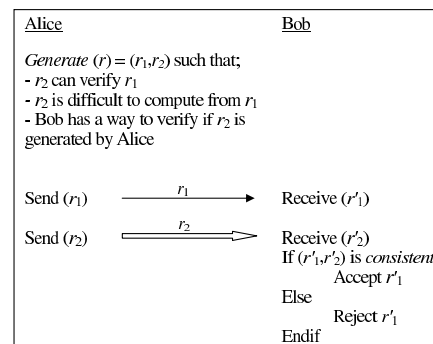 Alice Bob
Generate (r) = (r₁,r₂) such that;
- r₂ can verify r₁
- r₂ is difficult to compute from r₁
- Bob has a way to verify if r₂ is
generated by Alice
Send (r₁) r₁ Receive (r'₁)
Send (r₂) r₂ Receive (r'₂)
If (r'₁,r'₂) is consistent
Accept r'₁
Else
Reject r'₁
Endif